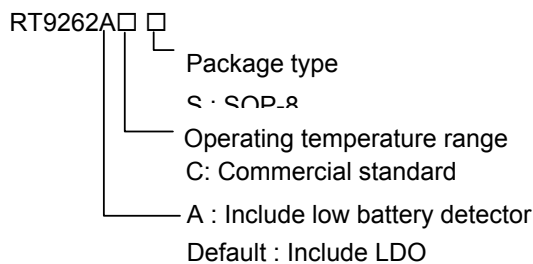 RT9262A□ □
Package type
S : SOP-8
Operating temperature range
C: Commercial standard
A : Include low battery detector
Default : Include LDO